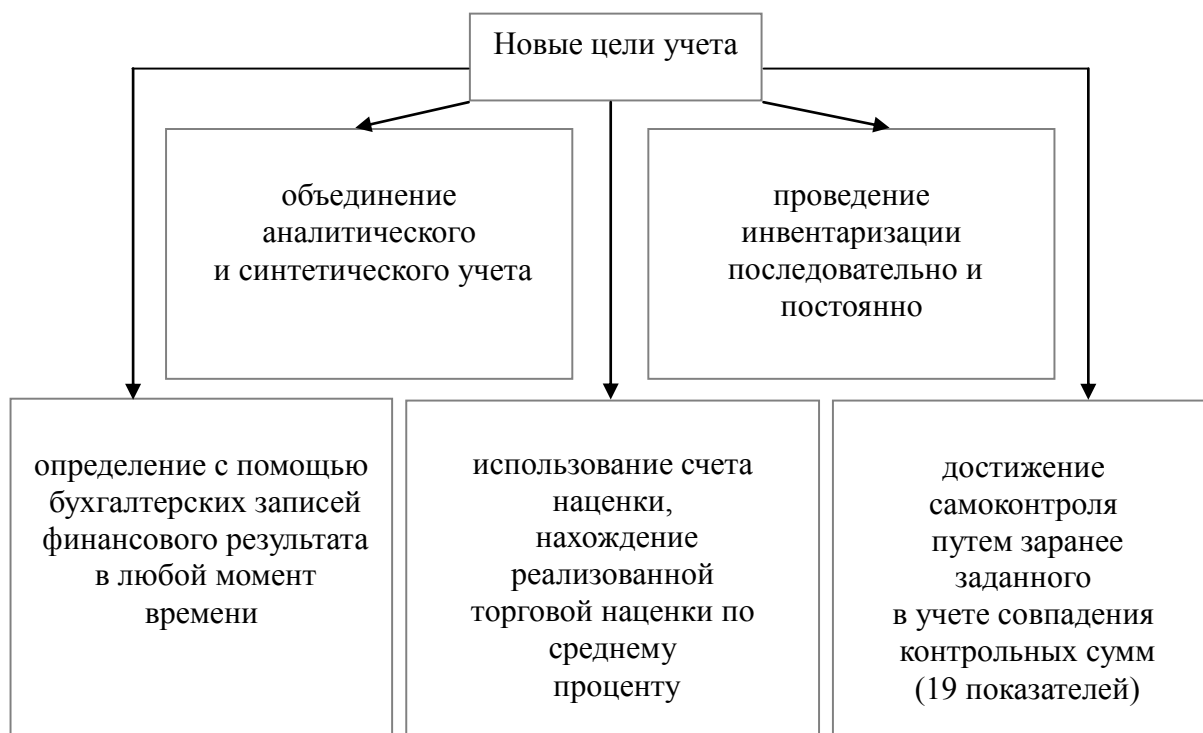 Новые цели учета
объединение
аналитического
и синтетического учета
проведение
инвентаризации
последовательно и
постоянно
определение с помощью
бухгалтерских записей
финансового результата
в любой момент
времени
использование счета
наценки,
нахождение
реализованной
торговой наценки по
среднему
проценту
достижение
самоконтроля
путем заранее
заданного
в учете совпадения
контрольных сумм
(19 показателей)